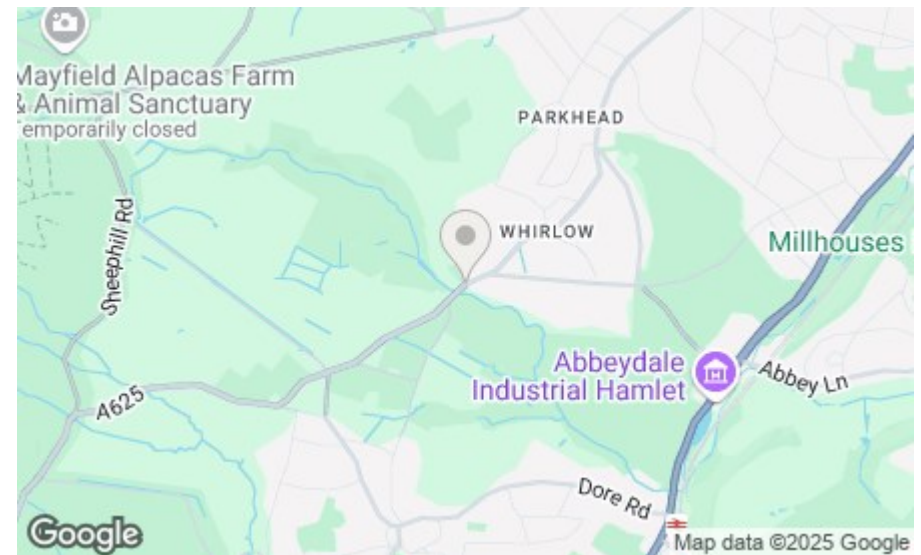 Mayfield Alpacas Farm
& Animal Sanctuary
Temporarily closed
PARKHEAD
Sheephill Rd
WHIRLOW
Millhouses
Abbeydale
Industrial Hamlet
Abbey Ln
A625
Dore Rd
Google
Map data ©2025 Google